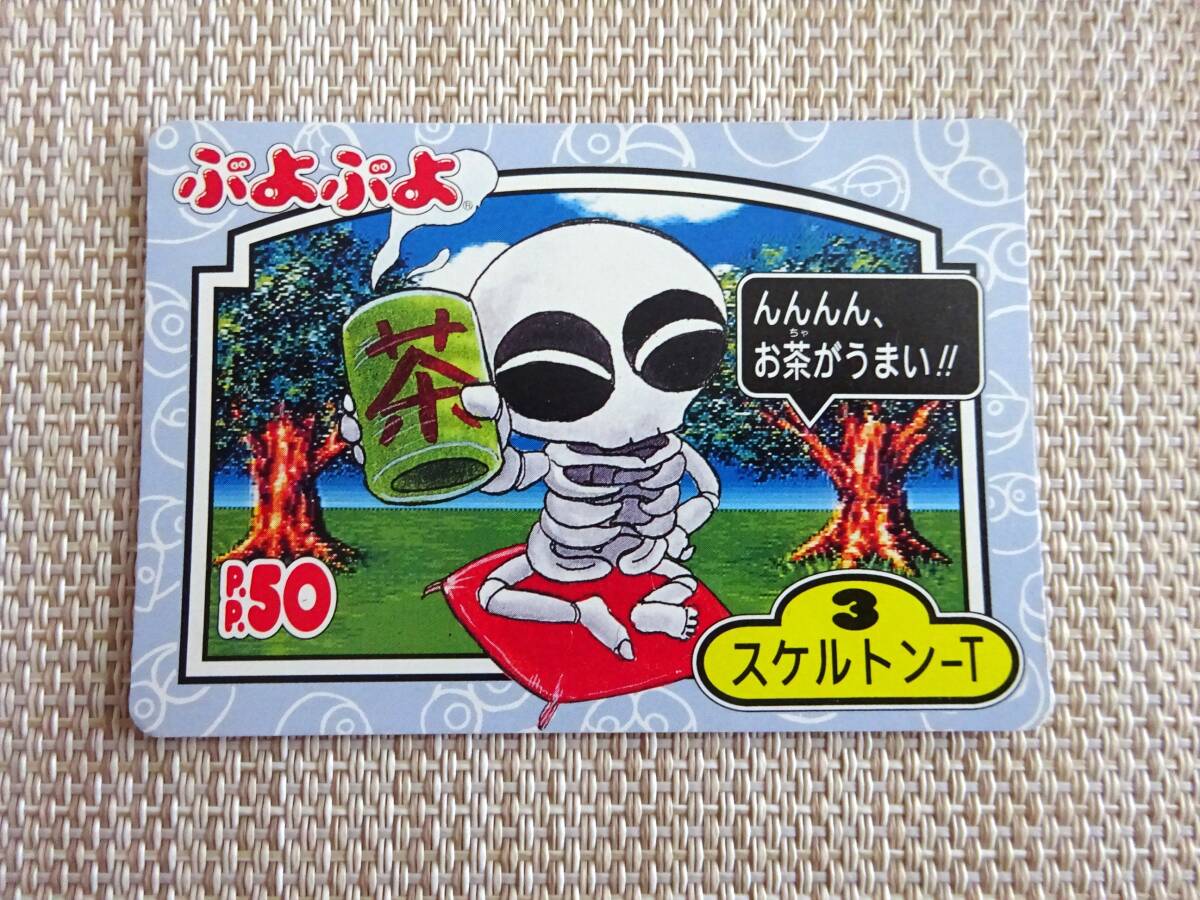 ぷよぷよ®
んんんん、
お茶がうまい!!
ちゃ
茶
P.P.50
3
スケルトン-T